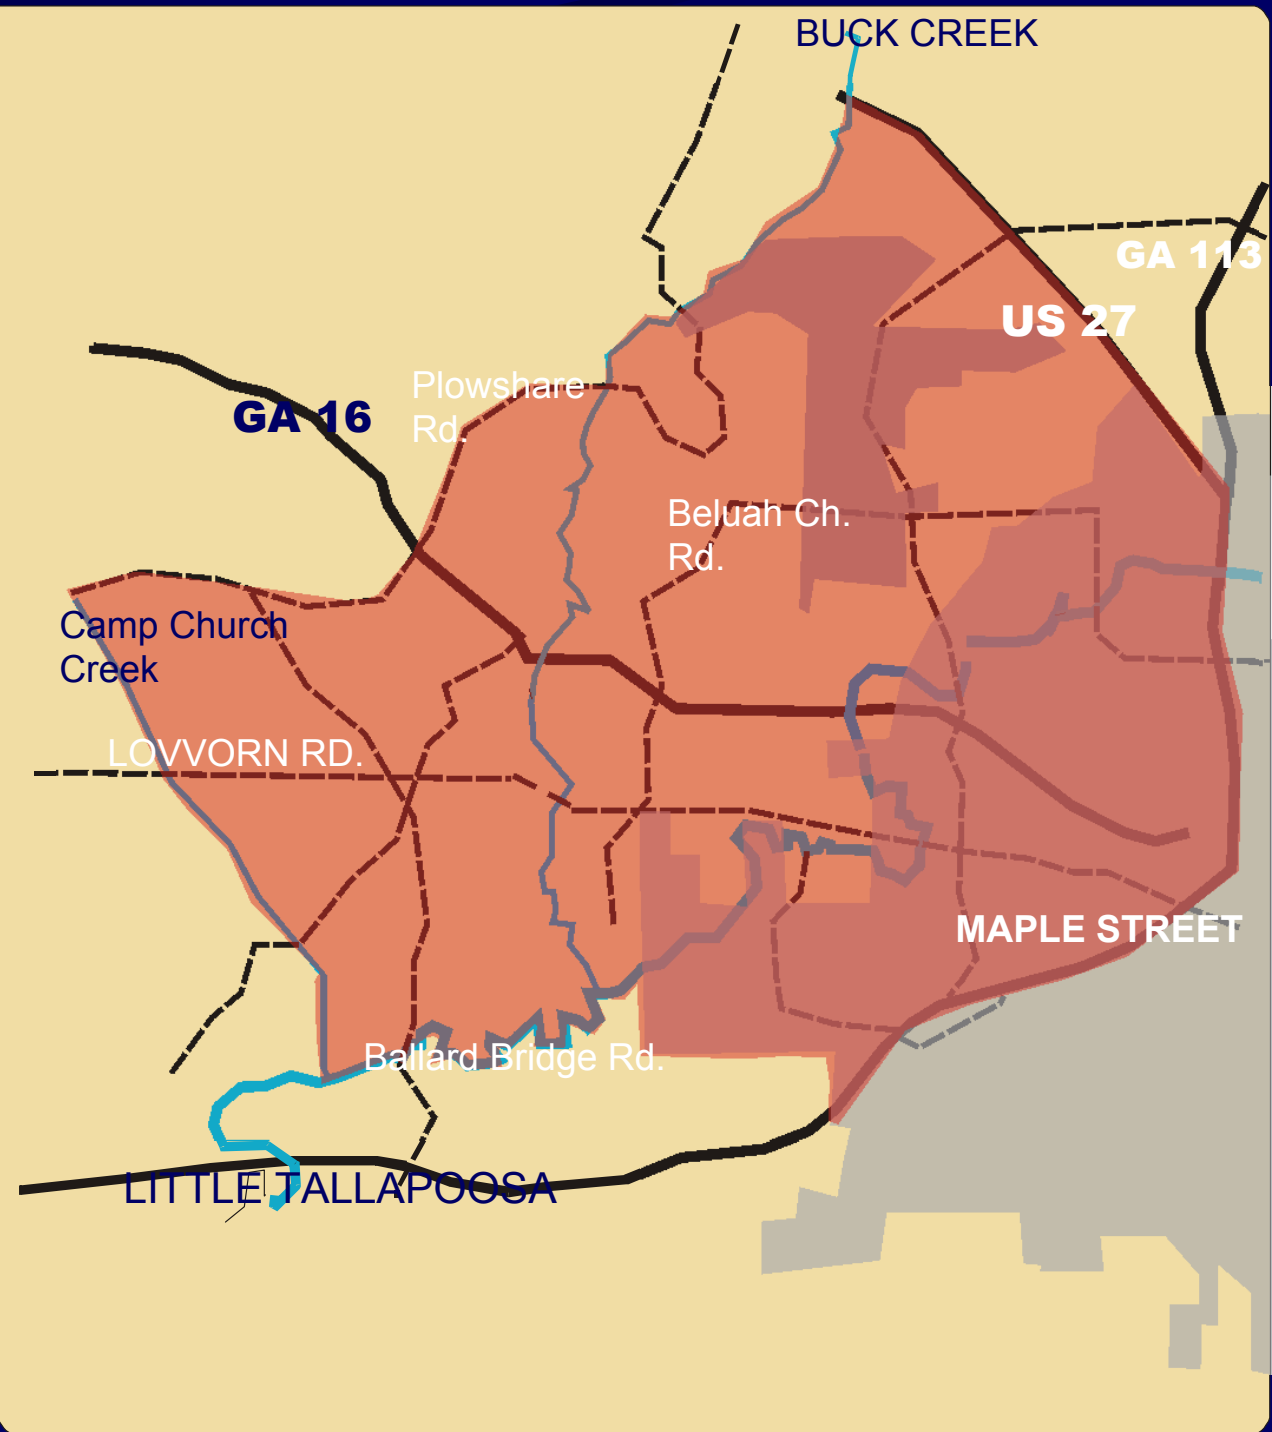 BUCK CREEK
GA 113
US 27
Plowshare
Rd.
GA 16
Beluah Ch.
Rd.
Camp Church
Creek
LOVVORN RD.
MAPLE STREET
Ballard Bridge Rd.
LITTLE TALLAPOOSA